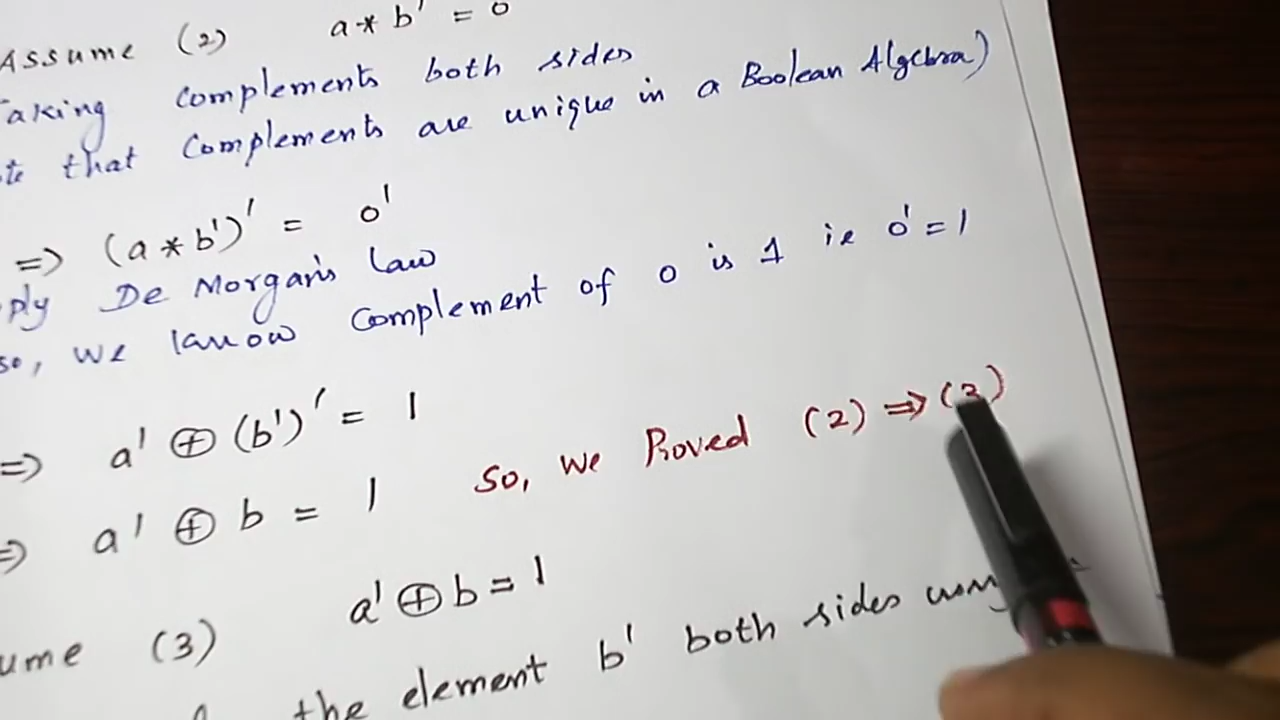 Assume (2) a * b' = 0
Taking complements both sides
te that Complements are unique in a Boolean Algebra)
=> (a * b')' = 0'
ply De Morgan's law
so, we know complement of 0 is 1 ie 0' = 1
=> a' ⊕ (b')' = 1
=> a' ⊕ b = 1 So, we Proved (2) => (3)
ume (3) a' ⊕ b = 1
the element b' both sides